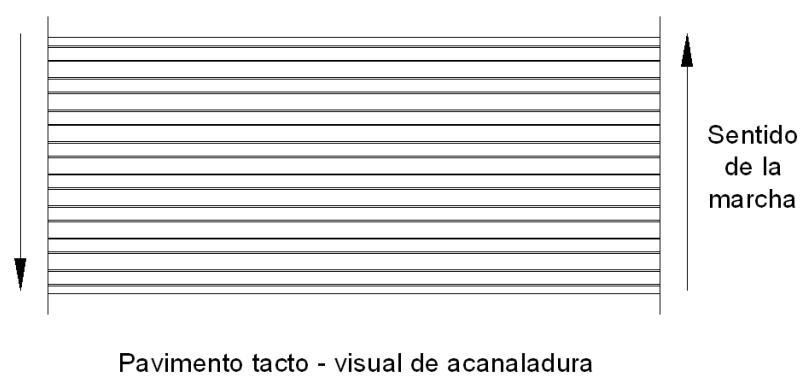 Sentido
de la
marcha
Pavimento tacto - visual de acanaladura